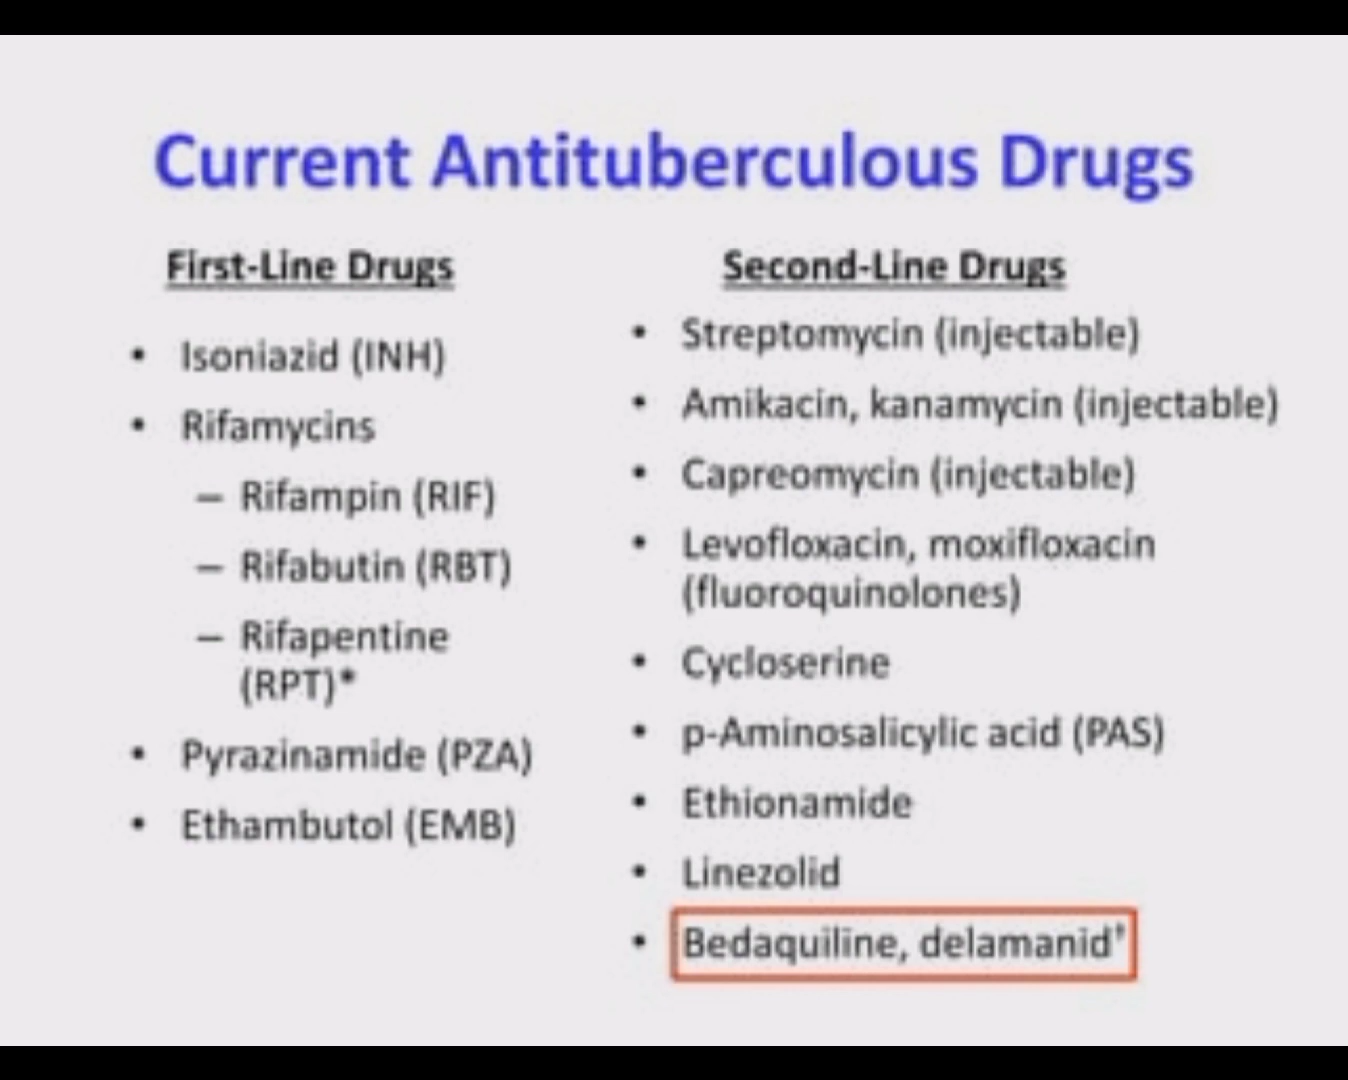 Current Antituberculous Drugs
First-Line Drugs
• Isoniazid (INH)
• Rifamycins
– Rifampin (RIF)
– Rifabutin (RBT)
– Rifapentine
(RPT)*
• Pyrazinamide (PZA)
• Ethambutol (EMB)
Second-Line Drugs
• Streptomycin (injectable)
• Amikacin, kanamycin (injectable)
• Capreomycin (injectable)
• Levofloxacin, moxifloxacin
(fluoroquinolones)
• Cycloserine
• p-Aminosalicylic acid (PAS)
• Ethionamide
• Linezolid
• Bedaquiline, delamanid†